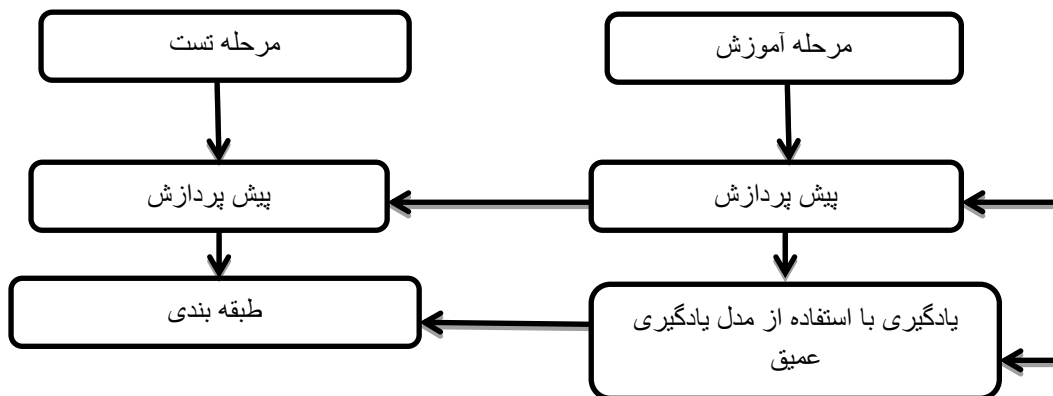 مرحله آموزش
مرحله تست
پیش پردازش
پیش پردازش
یادگیری با استفاده از مدل یادگیری
عمیق
طبقه بندی